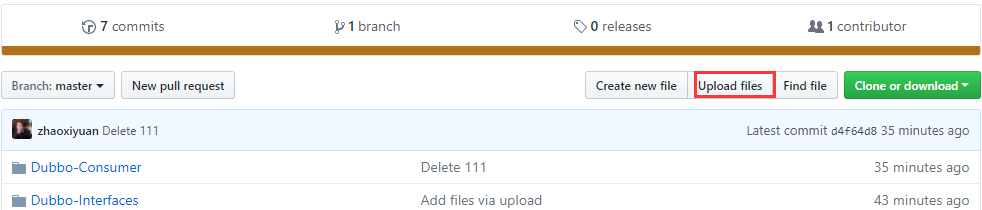 7 commits 1 branch 0 releases 1 contributor
Branch: master New pull request Create new file Upload files Find file Clone or download
zhaoxiyuan Delete 111 Latest commit d4f64d8 35 minutes ago
Dubbo-Consumer Delete 111 35 minutes ago
Dubbo-Interfaces Add files via upload 43 minutes ago